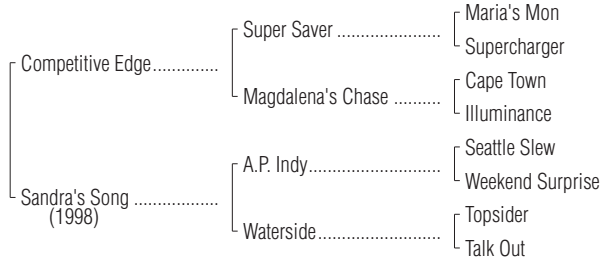 Maria's Mon
Super Saver ....................
Supercharger
Competitive Edge.............
Cape Town
Magdalena's Chase .........
Illuminance
Seattle Slew
A.P. Indy.........................
Weekend Surprise
Sandra's Song ................
(1998)
Topsider
Waterside.......................
Talk Out